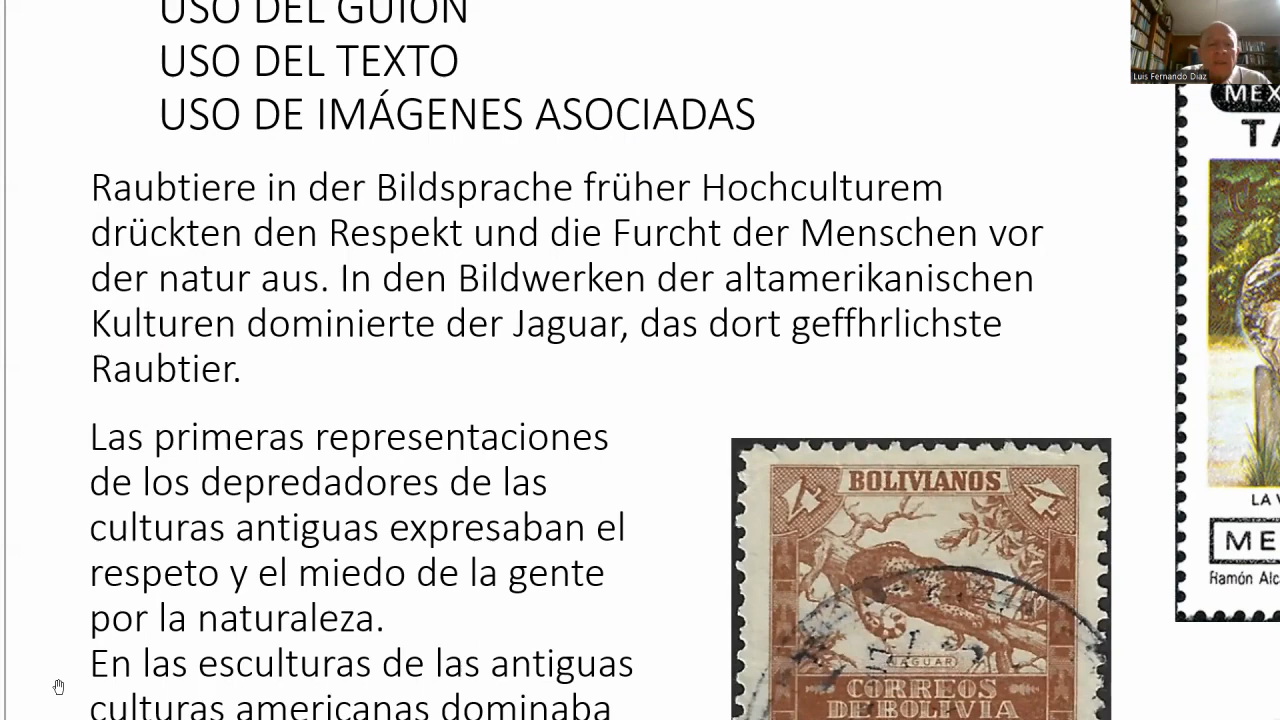 USO DEL GUIÓN
USO DEL TEXTO
USO DE IMÁGENES ASOCIADAS
Luis Fernando Diaz
Raubtiere in der Bildsprache früher Hochculturem
drückten den Respekt und die Furcht der Menschen vor
der natur aus. In den Bildwerken der altamerikanischen
Kulturen dominierte der Jaguar, das dort geffhrlichste
Raubtier.
Las primeras representaciones
de los depredadores de las
culturas antiguas expresaban el
respeto y el miedo de la gente
por la naturaleza.
En las esculturas de las antiguas
culturas americanas dominaba
BOLIVIANOS
JAGUAR
CORREOS
DE BOLIVIA
MEX
TA
LA V
ME
Ramón Alc